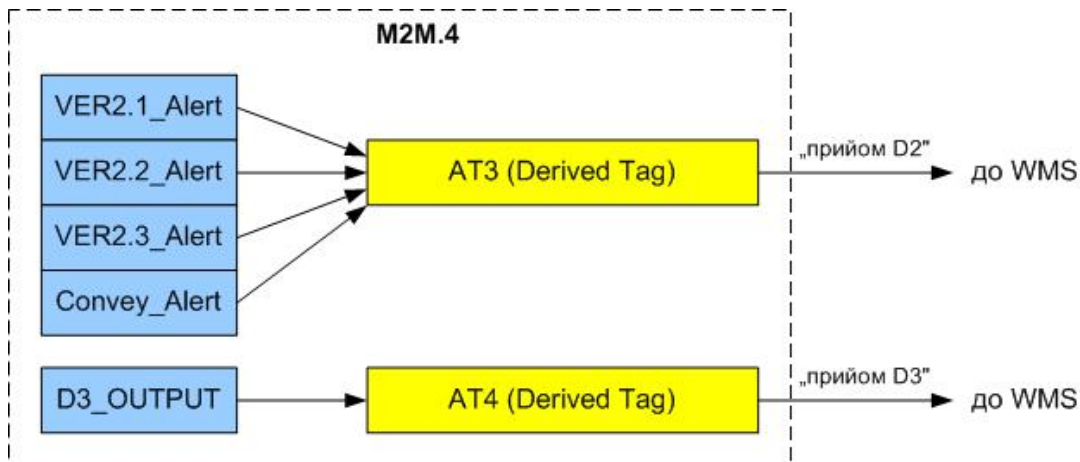 M2M.4
VER2.1_Alert
VER2.2_Alert
VER2.3_Alert
Convey_Alert
AT3 (Derived Tag)
„прийом D2"
до WMS
D3_OUTPUT
AT4 (Derived Tag)
„прийом D3"
до WMS